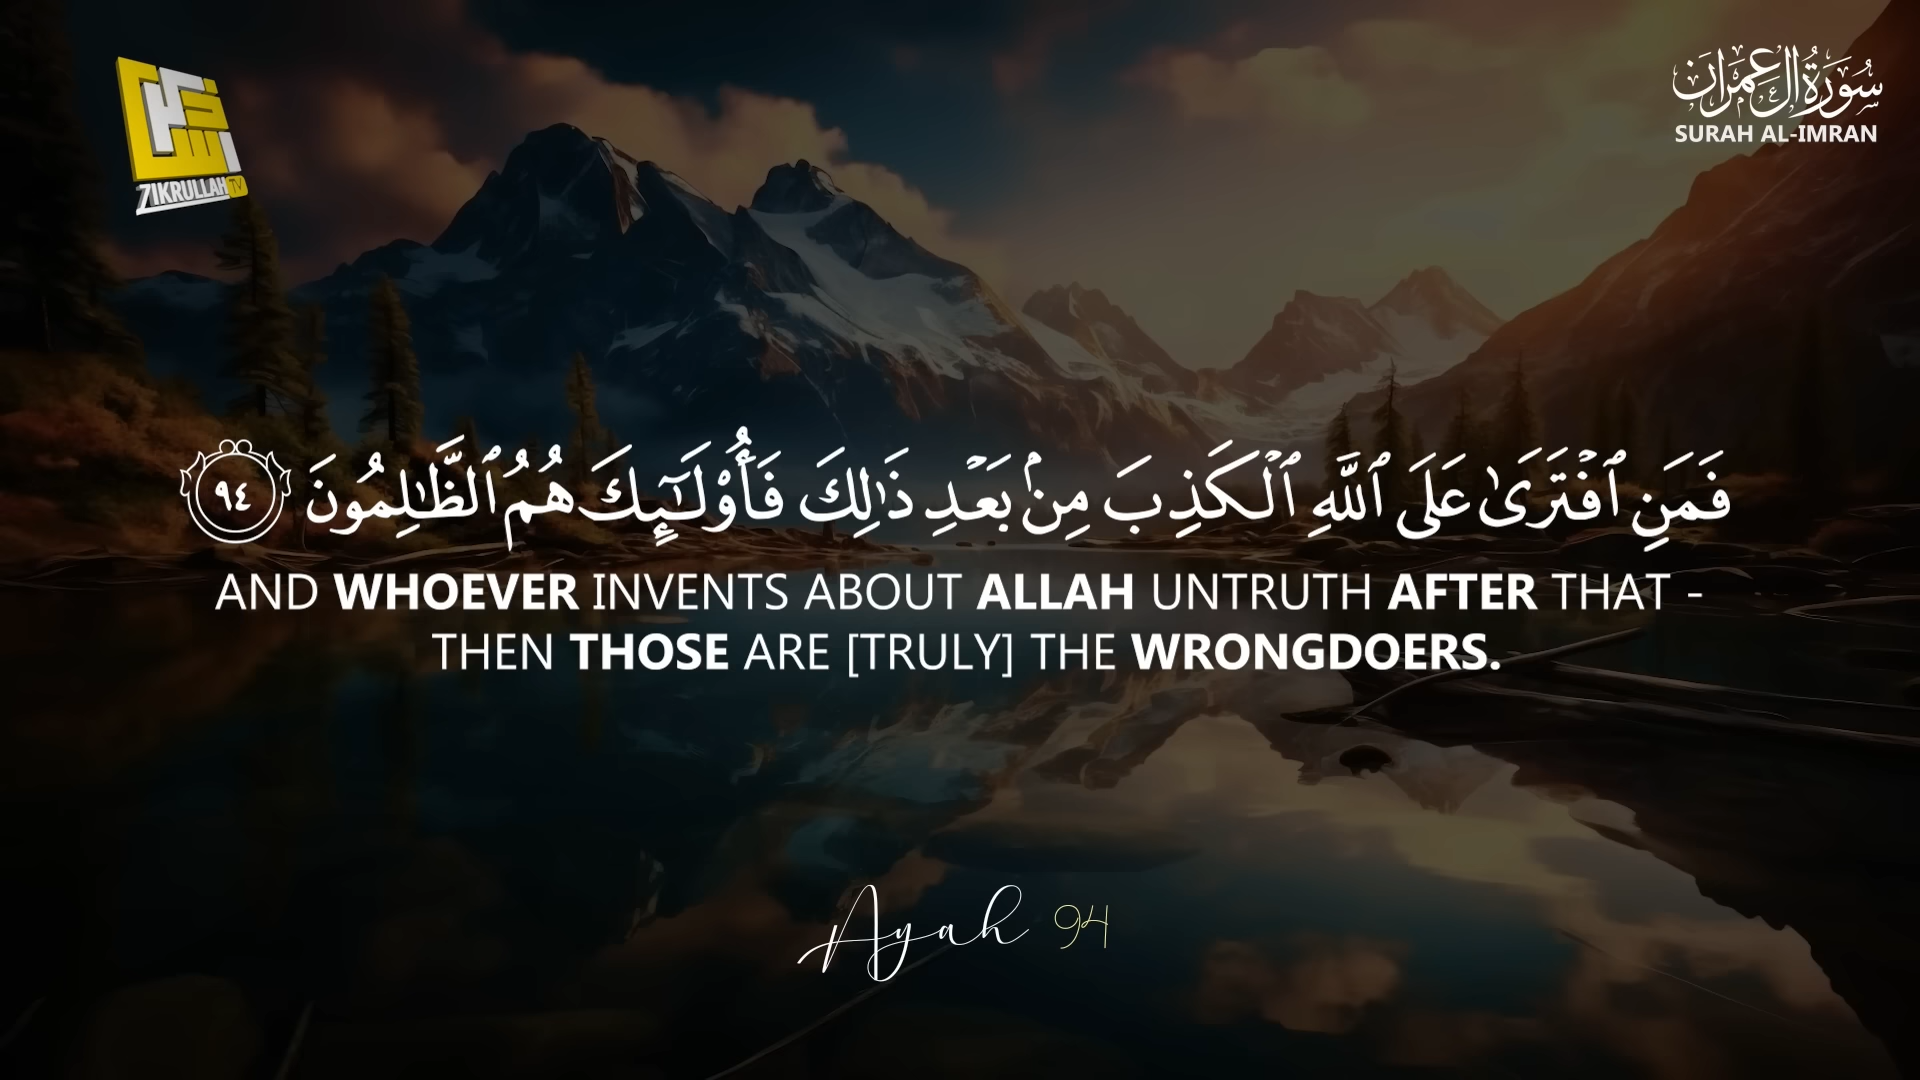 ZIKRULLAH TV
سُورَةُ آلِ عِمْرَان
SURAH AL-IMRAN
فَمَنِ ٱفْتَرَىٰ عَلَى ٱللَّهِ ٱلْكَذِبَ مِنۢ بَعْدِ ذَٰلِكَ فَأُو۟لَـٰٓئِكَ هُمُ ٱلظَّـٰلِمُونَ ٩٤
AND WHOEVER INVENTS ABOUT ALLAH UNTRUTH AFTER THAT -
THEN THOSE ARE [TRULY] THE WRONGDOERS.
Ayah 94